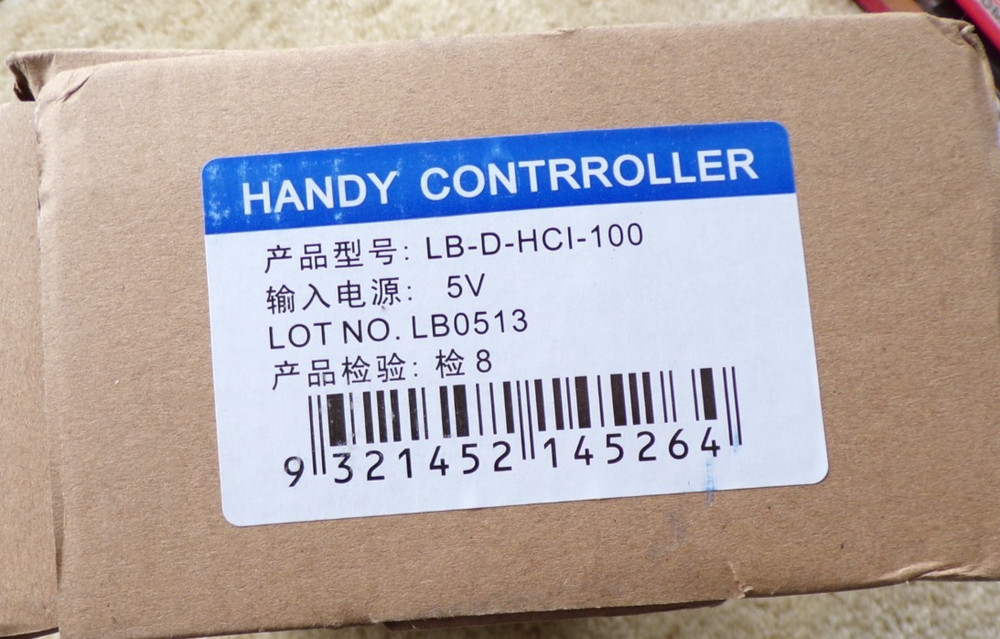 HANDY CONTRROLLER
产品型号: LB-D-HCI-100
输入电源: 5V
LOT NO. LB0513
产品检验: 检8
9 321452 145264